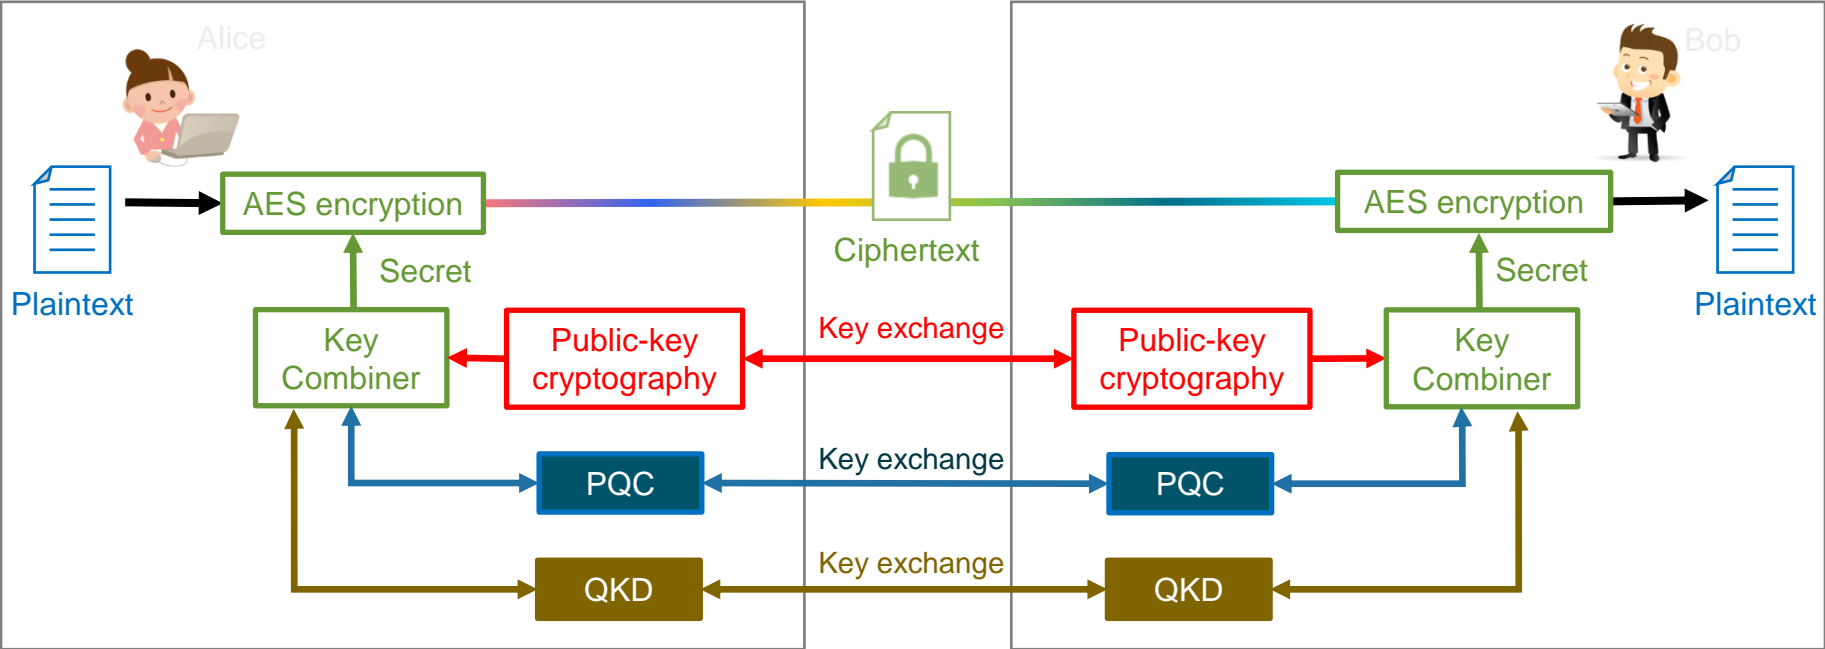 Alice
Bob
AES encryption
AES encryption
Ciphertext
Secret
Secret
Plaintext
Plaintext
Key
Combiner
Public-key
cryptography
Key exchange
Public-key
cryptography
Key
Combiner
PQC
Key exchange
PQC
QKD
Key exchange
QKD